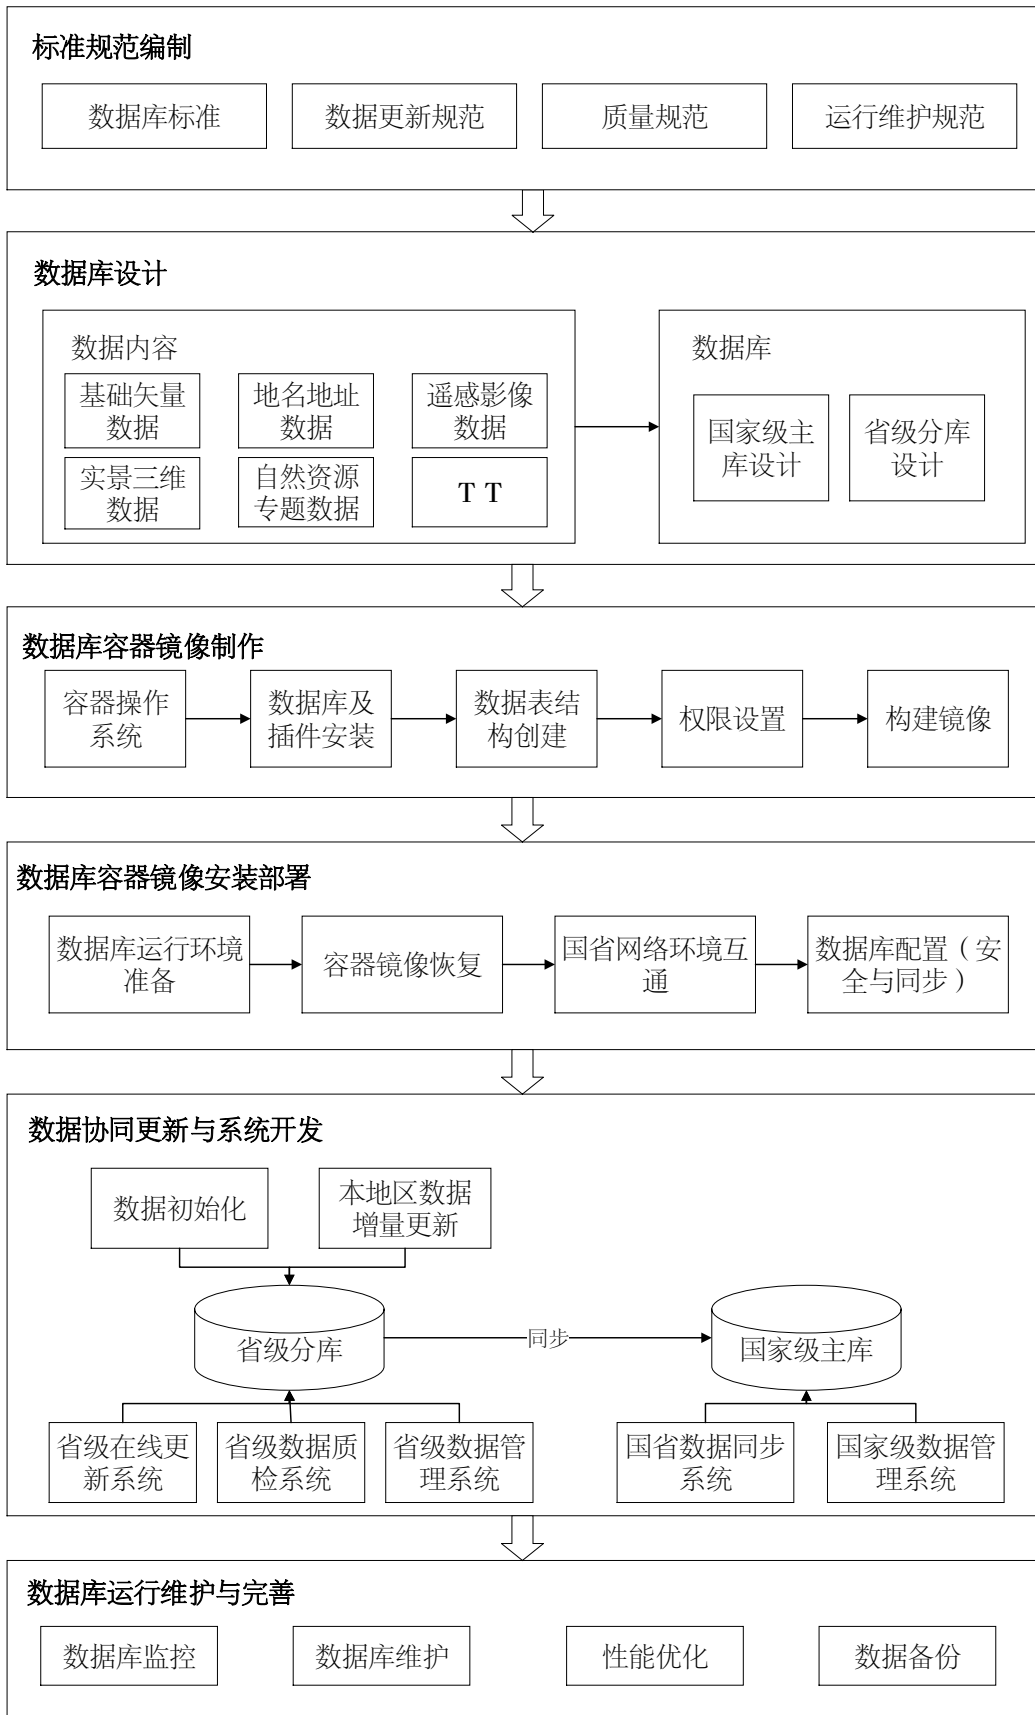 标准规范编制
数据库标准
数据更新规范
质量规范
运行维护规范
数据库设计
数据内容
基础矢量
数据
地名地址
数据
遥感影像
数据
实景三维
数据
自然资源
专题数据
T T
数据库
国家级主
库设计
省级分库
设计
数据库容器镜像制作
容器操作
系统
数据库及
插件安装
数据表结
构创建
权限设置
构建镜像
数据库容器镜像安装部署
数据库运行环境
准备
容器镜像恢复
国省网络环境互
通
数据库配置（安
全与同步）
数据协同更新与系统开发
数据初始化
本地区数据
增量更新
省级分库
同步
国家级主库
省级在线更
新系统
省级数据质
检系统
省级数据管
理系统
国省数据同步
系统
国家级数据管
理系统
数据库运行维护与完善
数据库监控
数据库维护
性能优化
数据备份